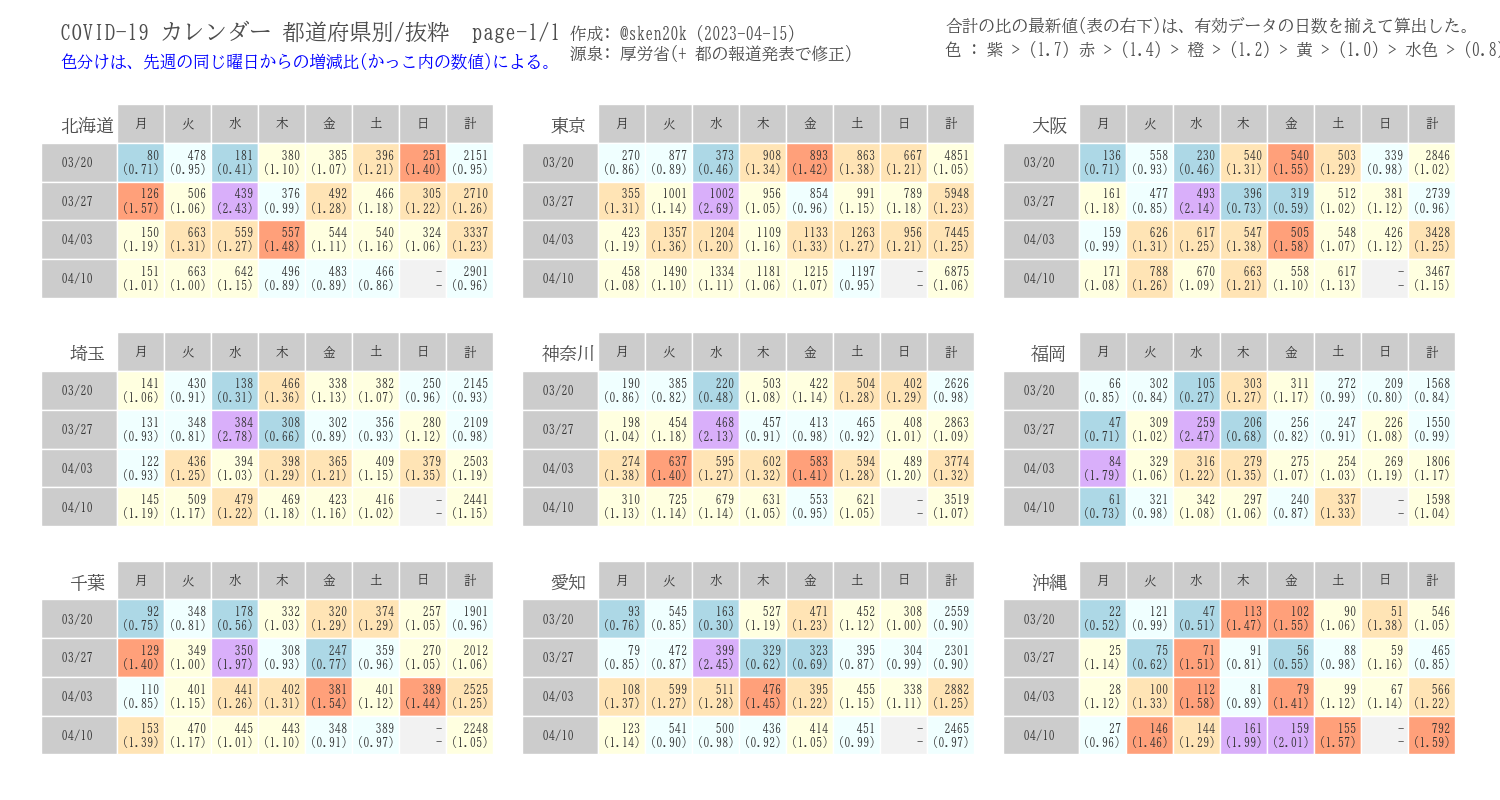 COVID-19 カレンダー 都道府県別/抜粋 page-1/1
色分けは、先週の同じ曜日からの増減比(かっこ内の数値)による。
作成: @sken20k (2023-04-15)
源泉: 厚労省(+ 都の報道発表で修正)
合計の比の最新値(表の右下)は、有効データの日数を揃えて算出した。
色 : 紫 > (1.7) 赤 > (1.4) 橙 > (1.2) 黄 > (1.0) 水色 > (0.8)
北海道 月 火 水 木 金 土 日 計
03/20 80 478 181 380 385 396 251 2151
(0.71) (0.95) (0.41) (1.10) (1.07) (1.21) (1.40) (0.95)
03/27 126 506 439 376 492 466 305 2710
(1.57) (1.06) (2.43) (0.99) (1.28) (1.18) (1.22) (1.26)
04/03 150 663 559 557 544 540 324 3337
(1.19) (1.31) (1.27) (1.48) (1.11) (1.16) (1.06) (1.23)
04/10 151 663 642 496 483 466 - 2901
(1.01) (1.00) (1.15) (0.89) (0.89) (0.86) - (0.96)
東京 月 火 水 木 金 土 日 計
03/20 270 877 373 908 893 863 667 4851
(0.86) (0.89) (0.46) (1.34) (1.42) (1.38) (1.21) (1.05)
03/27 355 1001 1002 956 854 991 789 5948
(1.31) (1.14) (2.69) (1.05) (0.96) (1.15) (1.18) (1.23)
04/03 423 1357 1204 1109 1133 1263 956 7445
(1.19) (1.36) (1.20) (1.16) (1.33) (1.27) (1.21) (1.25)
04/10 458 1490 1334 1181 1215 1197 - 6875
(1.08) (1.10) (1.11) (1.06) (1.07) (0.95) - (1.06)
大阪 月 火 水 木 金 土 日 計
03/20 136 558 230 540 540 503 339 2846
(0.71) (0.93) (0.46) (1.31) (1.55) (1.29) (0.98) (1.02)
03/27 161 477 493 396 319 512 381 2739
(1.18) (0.85) (2.14) (0.73) (0.59) (1.02) (1.12) (0.96)
04/03 159 626 617 547 505 548 426 3428
(0.99) (1.31) (1.25) (1.38) (1.58) (1.07) (1.12) (1.25)
04/10 171 788 670 663 558 617 - 3467
(1.08) (1.26) (1.09) (1.21) (1.10) (1.13) - (1.15)
埼玉 月 火 水 木 金 土 日 計
03/20 141 430 138 466 338 382 250 2145
(1.06) (0.91) (0.31) (1.36) (1.13) (1.07) (0.96) (0.93)
03/27 131 348 384 308 302 356 280 2109
(0.93) (0.81) (2.78) (0.66) (0.89) (0.93) (1.12) (0.98)
04/03 122 436 394 398 365 409 379 2503
(0.93) (1.25) (1.03) (1.29) (1.21) (1.15) (1.35) (1.19)
04/10 145 509 479 469 423 416 - 2441
(1.19) (1.17) (1.22) (1.18) (1.16) (1.02) - (1.15)
神奈川 月 火 水 木 金 土 日 計
03/20 190 385 220 503 422 504 402 2626
(0.86) (0.82) (0.48) (1.08) (1.14) (1.28) (1.29) (0.98)
03/27 198 454 468 457 413 465 408 2863
(1.04) (1.18) (2.13) (0.91) (0.98) (0.92) (1.01) (1.09)
04/03 274 637 595 602 583 594 489 3774
(1.38) (1.40) (1.27) (1.32) (1.41) (1.28) (1.20) (1.32)
04/10 310 725 679 631 553 621 - 3519
(1.13) (1.14) (1.14) (1.05) (0.95) (1.05) - (1.07)
福岡 月 火 水 木 金 土 日 計
03/20 66 302 105 303 311 272 209 1568
(0.85) (0.84) (0.27) (1.27) (1.17) (0.99) (0.80) (0.84)
03/27 47 309 259 206 256 247 226 1550
(0.71) (1.02) (2.47) (0.68) (0.82) (0.91) (1.08) (0.99)
04/03 84 329 316 279 275 254 269 1806
(1.79) (1.06) (1.22) (1.35) (1.07) (1.03) (1.19) (1.17)
04/10 61 321 342 297 240 337 - 1598
(0.73) (0.98) (1.08) (1.06) (0.87) (1.33) - (1.04)
千葉 月 火 水 木 金 土 日 計
03/20 92 348 178 332 320 374 257 1901
(0.75) (0.81) (0.56) (1.03) (1.29) (1.29) (1.05) (0.96)
03/27 129 349 350 308 247 359 270 2012
(1.40) (1.00) (1.97) (0.93) (0.77) (0.96) (1.05) (1.06)
04/03 110 401 441 402 381 401 389 2525
(0.85) (1.15) (1.26) (1.31) (1.54) (1.12) (1.44) (1.25)
04/10 153 470 445 443 348 389 - 2248
(1.39) (1.17) (1.01) (1.10) (0.91) (0.97) - (1.05)
愛知 月 火 水 木 金 土 日 計
03/20 93 545 163 527 471 452 308 2559
(0.76) (0.85) (0.30) (1.19) (1.23) (1.12) (1.00) (0.90)
03/27 79 472 399 329 323 395 304 2301
(0.85) (0.87) (2.45) (0.62) (0.69) (0.87) (0.99) (0.90)
04/03 108 599 511 476 395 455 338 2882
(1.37) (1.27) (1.28) (1.45) (1.22) (1.15) (1.11) (1.25)
04/10 123 541 500 436 414 451 - 2465
(1.14) (0.90) (0.98) (0.92) (1.05) (0.99) - (0.97)
沖縄 月 火 水 木 金 土 日 計
03/20 22 121 47 113 102 90 51 546
(0.52) (0.99) (0.51) (1.47) (1.55) (1.06) (1.38) (1.05)
03/27 25 75 71 91 56 88 59 465
(1.14) (0.62) (1.51) (0.81) (0.55) (0.98) (1.16) (0.85)
04/03 28 100 112 81 79 99 67 566
(1.12) (1.33) (1.58) (0.89) (1.41) (1.12) (1.14) (1.22)
04/10 27 146 144 161 159 155 - 792
(0.96) (1.46) (1.29) (1.99) (2.01) (1.57) - (1.59)